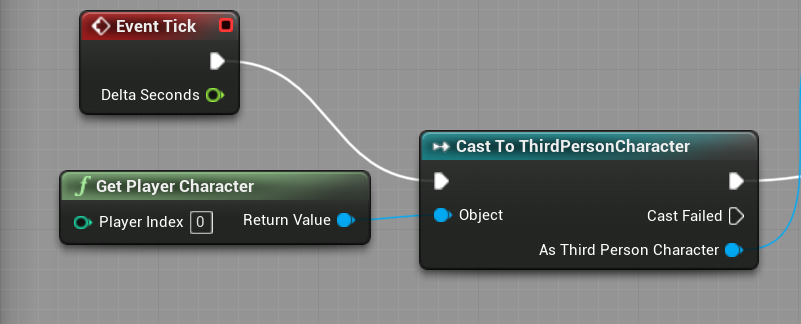 Event Tick
Delta Seconds
Get Player Character
Player Index 0
Return Value
Cast To ThirdPersonCharacter
Object
Cast Failed
As Third Person Character